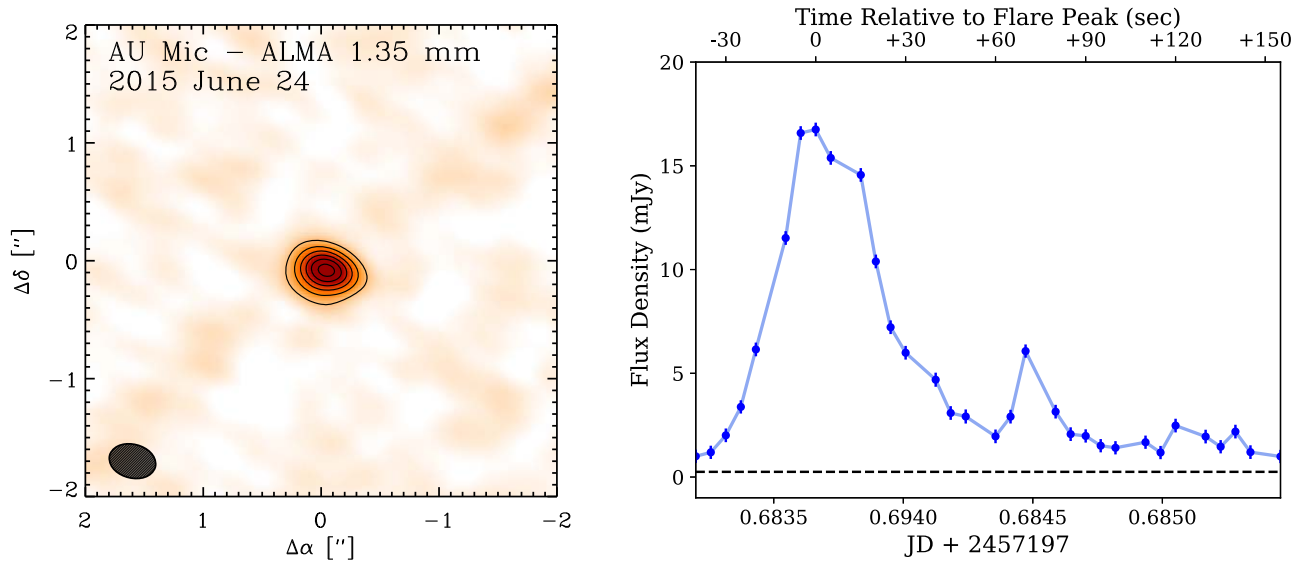 AU Mic − ALMA 1.35 mm
2015 June 24
2
1
0
−1
−2
Δδ ["]
2 1 0 −1 −2
Δα ["]
Time Relative to Flare Peak (sec)
-30 0 +30 +60 +90 +120 +150
20
15
10
5
0
Flux Density (mJy)
0.6835 0.6940 0.6845 0.6850
JD + 2457197